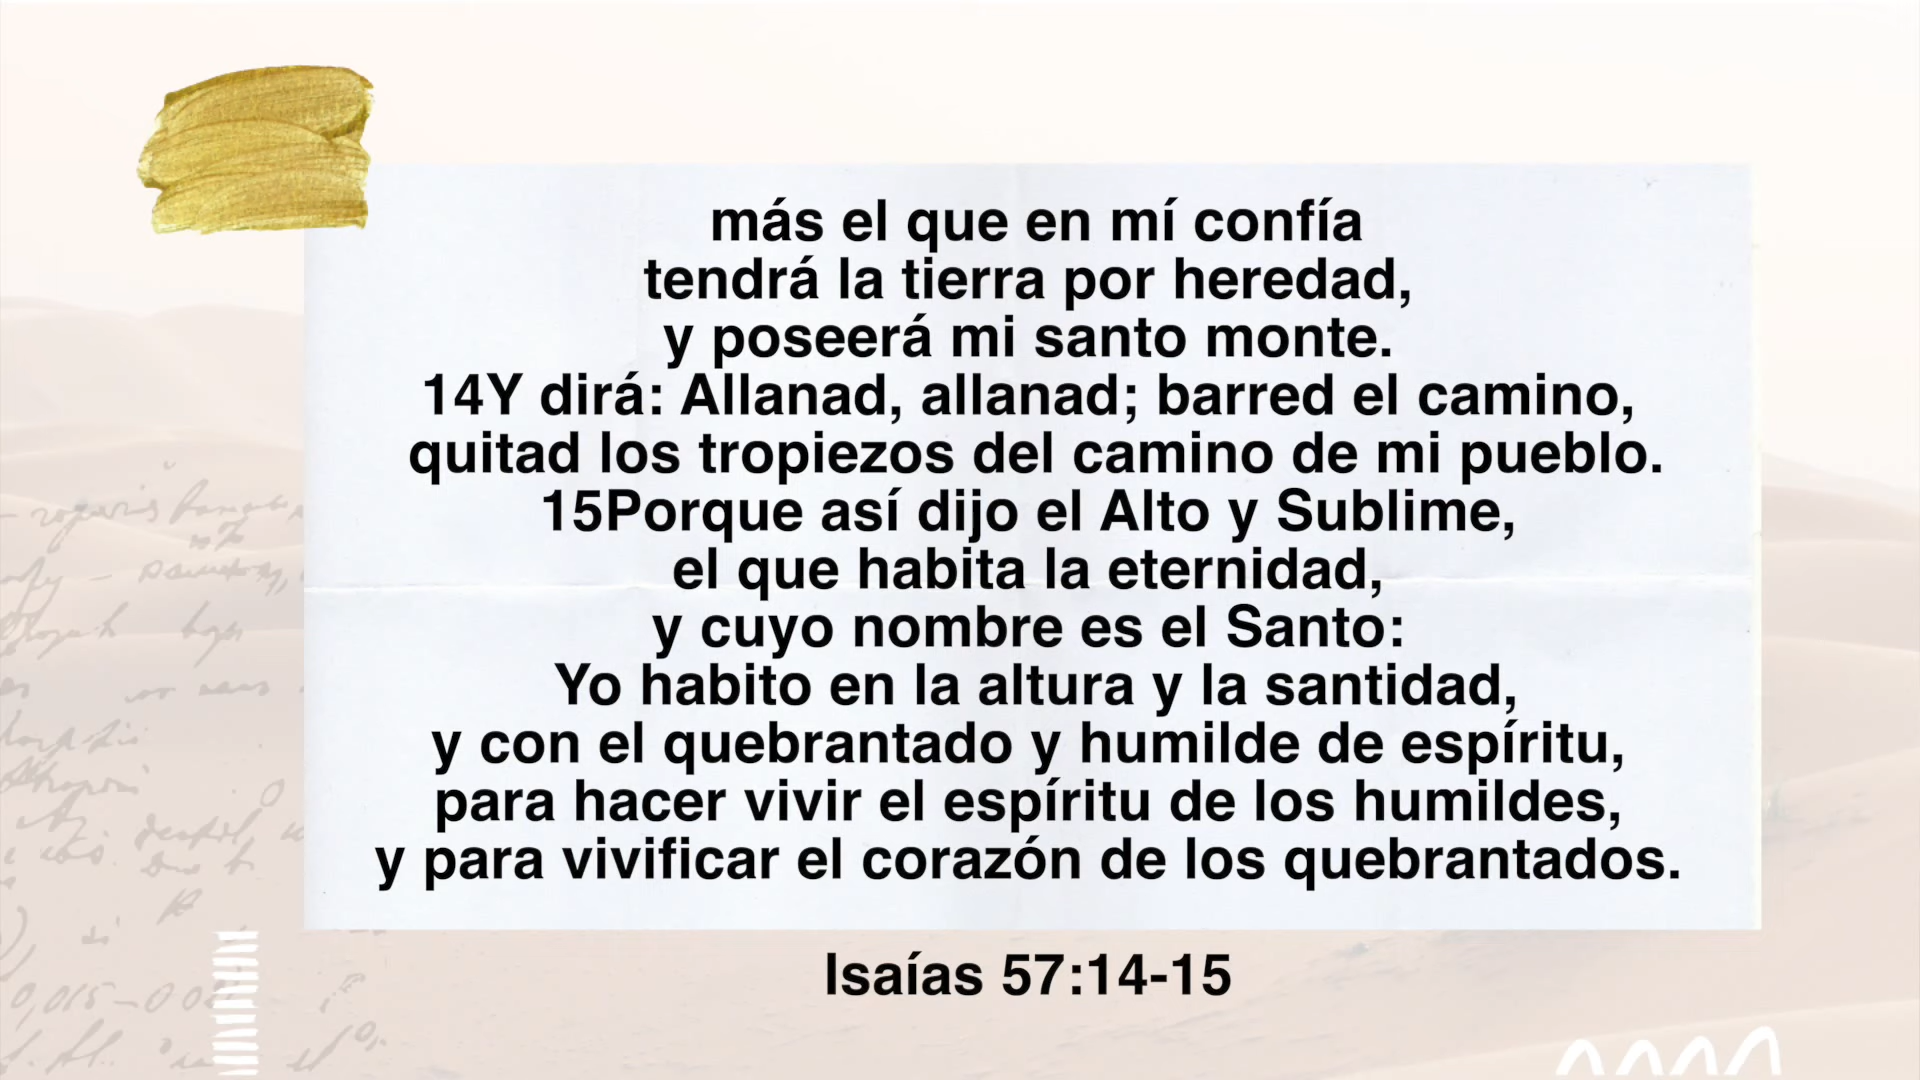 más el que en mí confía
tendrá la tierra por heredad,
y poseerá mi santo monte.
14Y dirá: Allanad, allanad; barred el camino,
quitad los tropiezos del camino de mi pueblo.
15Porque así dijo el Alto y Sublime,
el que habita la eternidad,
y cuyo nombre es el Santo:
Yo habito en la altura y la santidad,
y con el quebrantado y humilde de espíritu,
para hacer vivir el espíritu de los humildes,
y para vivificar el corazón de los quebrantados.
Isaías 57:14-15